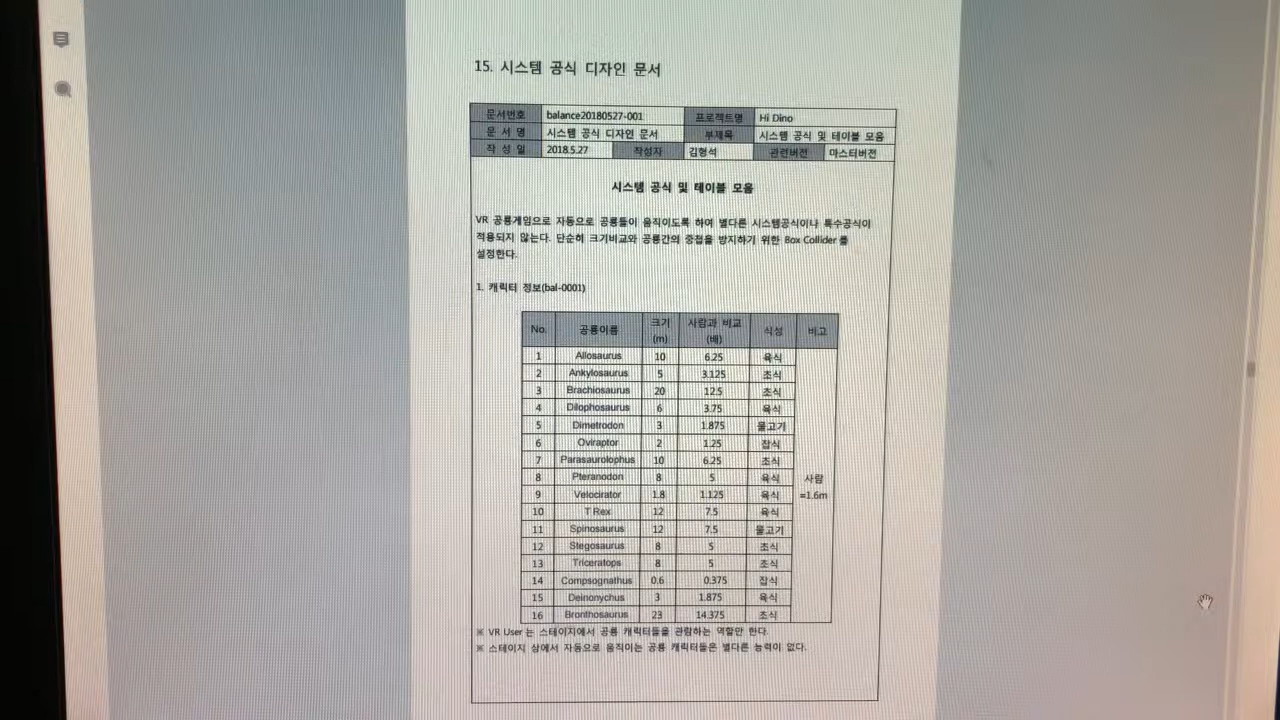 15. 시스템 공식 디자인 문서
문서번호 balance20180527-001 프로젝트명 Hi Dino
문 서 명 시스템 공식 디자인 문서 부제목 시스템 공식 및 테이블 모음
작 성 일 2018.5.27 작성자 김형석 관련버전 마스터버전
시스템 공식 및 테이블 모음
VR 공룡게임으로 자동으로 공룡들이 움직이도록 하여 별다른 시스템공식이나 특수공식이
적용되지 않는다. 단순히 크기비교와 공룡간의 중첩을 방지하기 위한 Box Collider 를
설정한다.
1. 캐릭터 정보(bal-0001)
No. 공룡이름 크기 (m) 사람과 비교 (배) 식성 비고
1 Allosaurus 10 6.25 육식
2 Ankylosaurus 5 3.125 초식
3 Brachiosaurus 20 12.5 초식
4 Dilophosaurus 6 3.75 육식
5 Dimetrodon 3 1.875 물고기
6 Oviraptor 2 1.25 잡식
7 Parasaurolophus 10 6.25 초식
8 Pteranodon 8 5 육식 사람
9 Velocirator 1.8 1.125 육식 =1.6m
10 T Rex 12 7.5 육식
11 Spinosaurus 12 7.5 물고기
12 Stegosaurus 8 5 초식
13 Triceratops 8 5 초식
14 Compsognathus 0.6 0.375 잡식
15 Deinonychus 3 1.875 육식
16 Bronthosaurus 23 14.375 초식
※ VR User 는 스테이지에서 공룡 캐릭터들을 관람하는 역할만 한다.
※ 스테이지 상에서 자동으로 움직이는 공룡 캐릭터들은 별다른 능력이 없다.